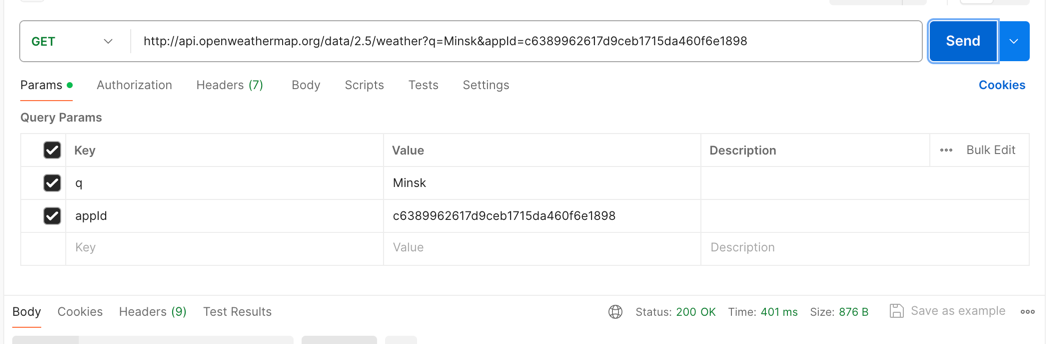 GET http://api.openweathermap.org/data/2.5/weather?q=Minsk&appId=c6389962617d9ceb1715da460f6e1898 Send
Params Authorization Headers (7) Body Scripts Tests Settings Cookies
Query Params
Key Value Description ••• Bulk Edit
q Minsk
appId c6389962617d9ceb1715da460f6e1898
Key Value Description
Body Cookies Headers (9) Test Results Status: 200 OK Time: 401 ms Size: 876 B Save as example